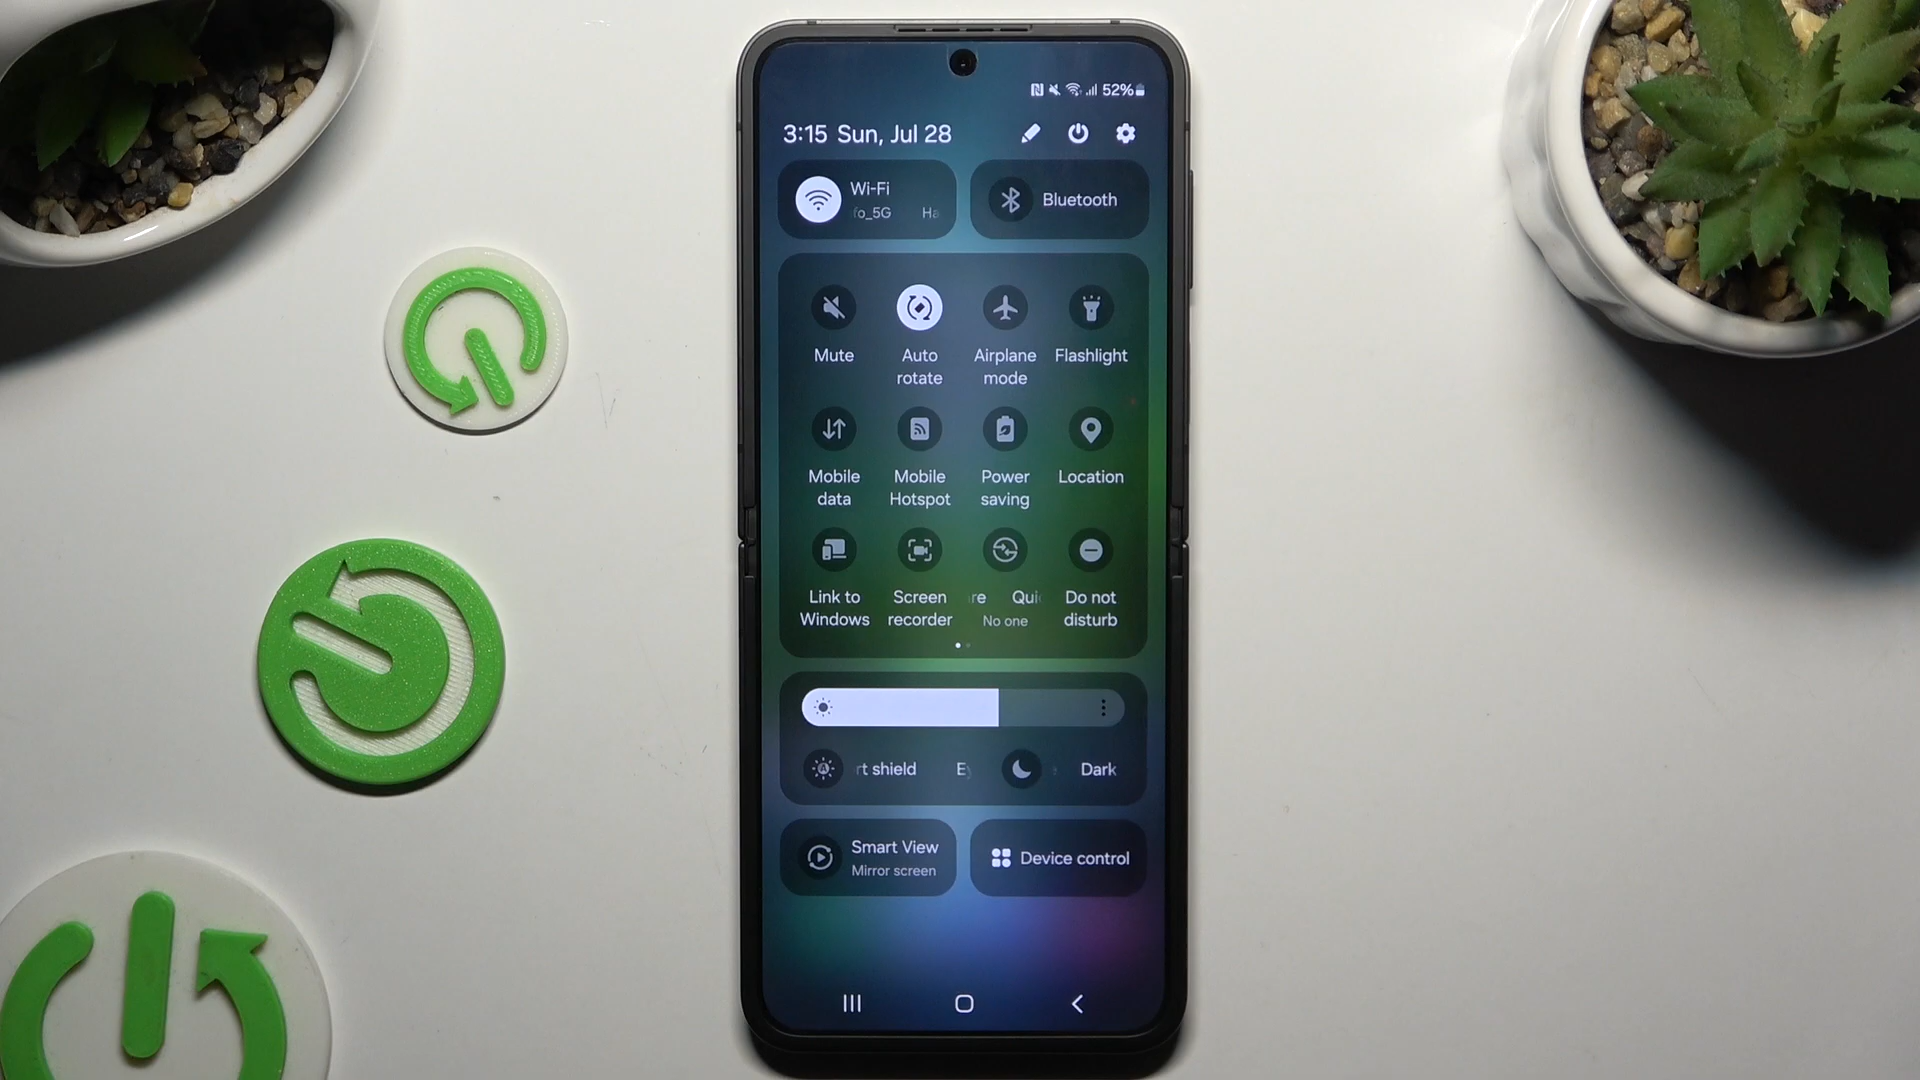 52%
3:15 Sun, Jul 28
Wi-Fi
o_5G Ha
Bluetooth
Mute
Auto rotate
Airplane mode
Flashlight
Mobile data
Mobile Hotspot
Power saving
Location
Link to Windows
Screen recorder
re Qui
No one
Do not disturb
rt shield E
Dark
Smart View
Mirror screen
Device control